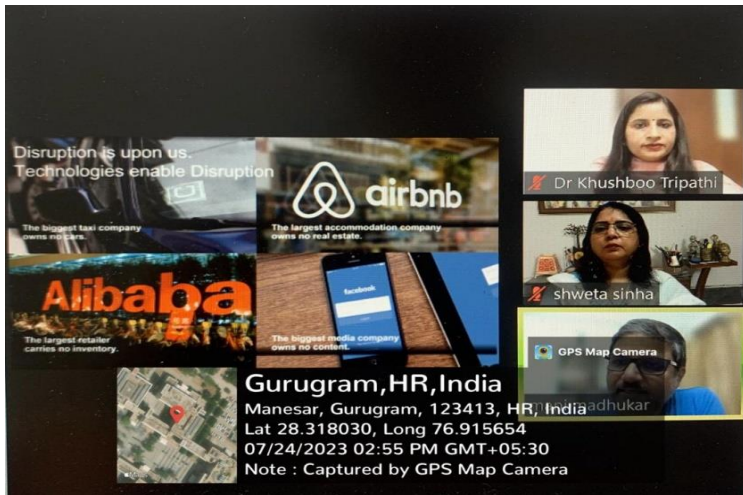 Disruption is upon us.
Technologies enable Disruption
The biggest taxi company
owns no cars.
airbnb
The largest accommodation company
owns no real estate.
Alibaba
The largest retailer
carries no inventory.
facebook
The biggest media company
owns no content.
Dr Khushboo Tripathi
shweta sinha
GPS Map Camera
madhukar
Gurugram,HR,India
Manesar, Gurugram, 123413, HR, India
Lat 28.318030, Long 76.915654
07/24/2023 02:55 PM GMT+05:30
Note : Captured by GPS Map Camera